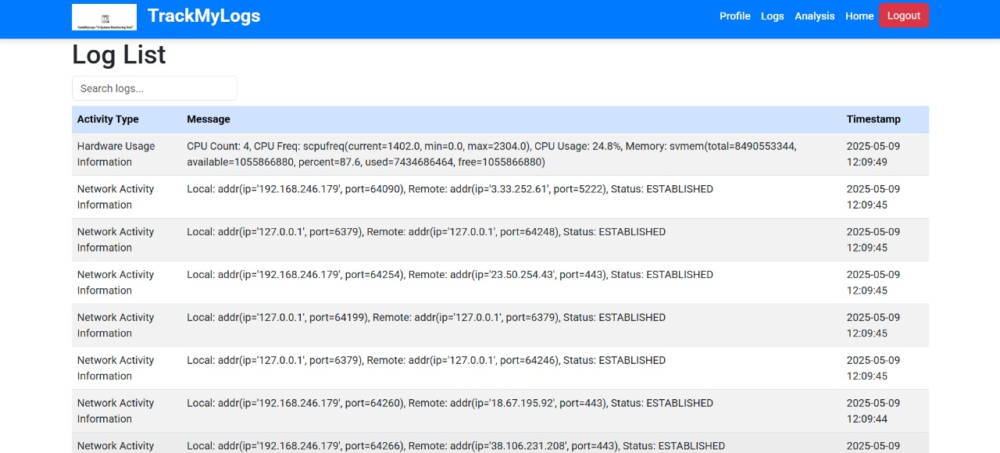 TrackMyLogs-"A System Monitoring Tool"
TrackMyLogs
Profile Logs Analysis Home Logout
Log List
Search logs...
Activity Type Message Timestamp
Hardware Usage Information CPU Count: 4, CPU Freq: scpufreq(current=1402.0, min=0.0, max=2304.0), CPU Usage: 24.8%, Memory: svmem(total=8490553344, 2025-05-09
available=1055866880, percent=87.6, used=7434686464, free=1055866880) 12:09:49
Network Activity Local: addr(ip='192.168.246.179', port=64090), Remote: addr(ip='3.33.252.61', port=5222), Status: ESTABLISHED 2025-05-09
Information 12:09:45
Network Activity Local: addr(ip='127.0.0.1', port=6379), Remote: addr(ip='127.0.0.1', port=64248), Status: ESTABLISHED 2025-05-09
Information 12:09:45
Network Activity Local: addr(ip='192.168.246.179', port=64254), Remote: addr(ip='23.50.254.43', port=443), Status: ESTABLISHED 2025-05-09
Information 12:09:45
Network Activity Local: addr(ip='127.0.0.1', port=64199), Remote: addr(ip='127.0.0.1', port=6379), Status: ESTABLISHED 2025-05-09
Information 12:09:45
Network Activity Local: addr(ip='127.0.0.1', port=6379), Remote: addr(ip='127.0.0.1', port=64246), Status: ESTABLISHED 2025-05-09
Information 12:09:45
Network Activity Local: addr(ip='192.168.246.179', port=64260), Remote: addr(ip='18.67.195.92', port=443), Status: ESTABLISHED 2025-05-09
Information 12:09:44
Network Activity Local: addr(ip='192.168.246.179', port=64266), Remote: addr(ip='38.106.231.208', port=443), Status: ESTABLISHED 2025-05-09